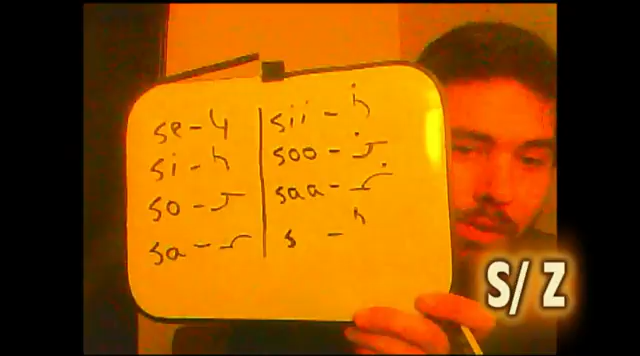 se - ᓭ
si - ᓯ
so - ᓱ
sa - ᓴ
sii - ᓰ
soo - ᓲ
saa - ᓵ
s - ᔆ
S/ Z